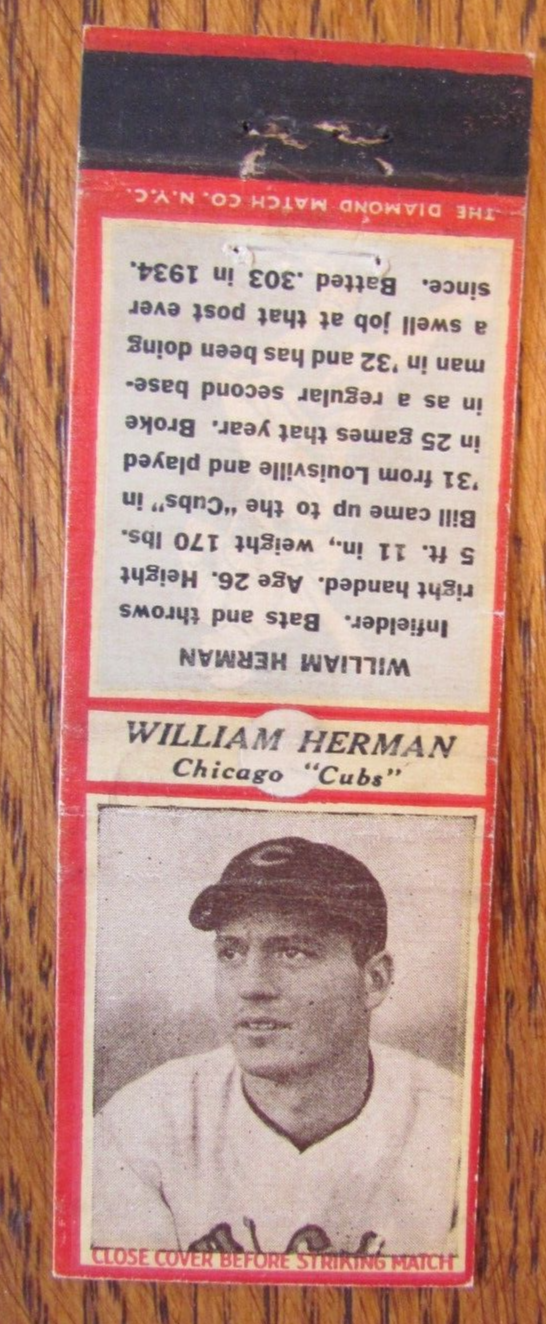 THE DIAMOND MATCH CO. N.Y.C.
WILLIAM HERMAN
Infielder. Bats and throws
right handed. Age 26. Height
5 ft. 11 in., weight 170 lbs.
Bill came up to the "Cubs" in
'31 from Louisville and played
in 25 games that year. Broke
in as a regular second base-
man in '32 and has been doing
a swell job at that post ever
since. Batted .303 in 1934.
WILLIAM HERMAN
Chicago "Cubs"
C
CLOSE COVER BEFORE STRIKING MATCH